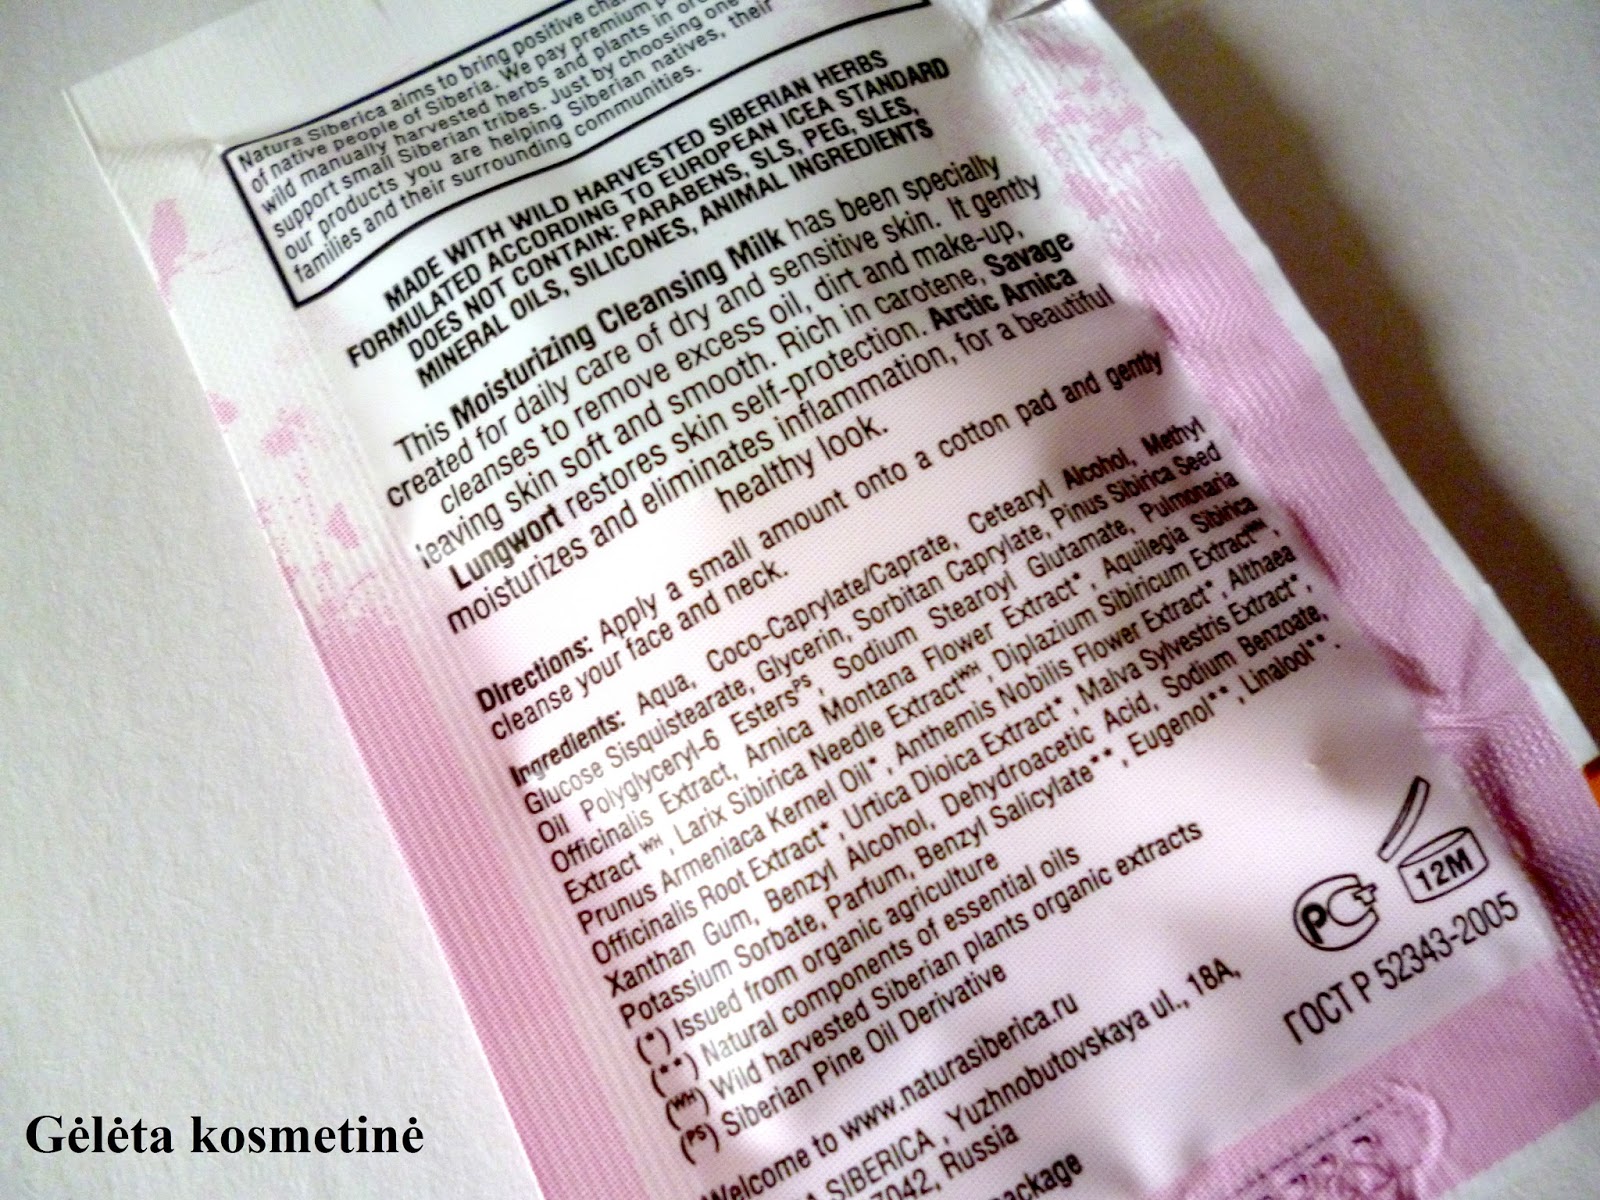 Natura Siberica aims to bring positive
of native people of Siberia. We pay premium
wild manually harvested herbs and plants in
support small Siberian tribes. Just by choosing one
our products you are helping Siberian natives, their
families and their surrounding communities.
MADE WITH WILD HARVESTED SIBERIAN HERBS
FORMULATED ACCORDING TO EUROPEAN ICEA STANDARD
DOES NOT CONTAIN: PARABENS, SLS, PEG, SLES,
MINERAL OILS, SILICONES, ANIMAL INGREDIENTS
This Moisturizing Cleansing Milk has been specially
created for daily care of dry and sensitive skin. It gently
cleanses to remove excess oil, dirt and make-up,
leaving skin soft and smooth. Rich in carotene, Savage
Lungwort restores skin self-protection. Arctic Arnica
moisturizes and eliminates inflammation, for a beautiful
healthy look.
Directions: Apply a small amount onto a cotton pad and gently
cleanse your face and neck.
Ingredients: Aqua, Coco-Caprylate/Caprate, Cetearyl Alcohol, Methyl
Glucose Sisquistearate, Glycerin, Sorbitan Caprylate, Pinus Sibirica Seed
Oil Polyglyceryl-6 Esters PS, Sodium Stearoyl Glutamate, Pulmonaria
Officinalis Extract, Arnica Montana Flower Extract*, Aquilegia Sibirica
Extract WH, Larix Sibirica Needle Extract WH, Diplazium Sibiricum Extract WH,
Prunus Armeniaca Kernel Oil*, Anthemis Nobilis Flower Extract*, Althaea
Officinalis Root Extract*, Urtica Dioica Extract*, Malva Sylvestris Extract*,
Xanthan Gum, Benzyl Alcohol, Dehydroacetic Acid, Sodium Benzoate,
Potassium Sorbate, Parfum, Benzyl Salicylate**, Eugenol**, Linalool**.
(*) Issued from organic agriculture
(**) Natural components of essential oils
(WH) Wild harvested Siberian plants organic extracts
(PS) Siberian Pine Oil Derivative
Welcome to www.naturasiberica.ru
SIBERICA, Yuzhnobutovskaya ul., 18A,
7042, Russia
package
12M
ГОСТ Р 52343-2005
Gėlėta kosmetinė